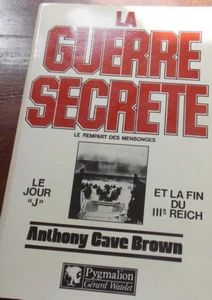 LA
GUERRE
SECRETE
LE REMPART DES MENSONGES
LE
JOUR
“J”
ET LA FIN
DU
IIIe REICH
Anthony Cave Brown
Pygmalion
Gérard Watelet